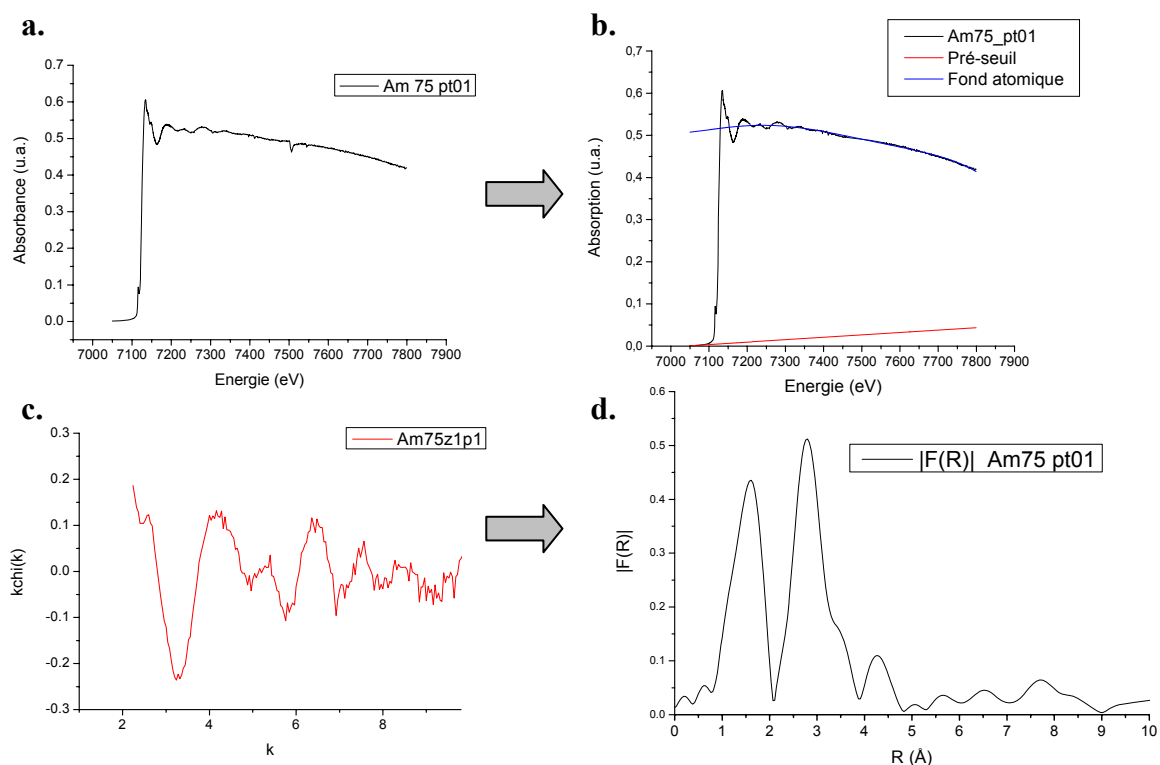 a.
Am 75 pt01
Absorbance (u.a.)
0.6
0.5
0.4
0.3
0.2
0.1
0.0
7000 7100 7200 7300 7400 7500 7600 7700 7800 7900
Energie (eV)
b.
Am75_pt01
Pré-seuil
Fond atomique
Absorption (u.a.)
0,7
0,6
0,5
0,4
0,3
0,2
0,1
0,0
7000 7100 7200 7300 7400 7500 7600 7700 7800 7900
Energie (eV)
c.
Am75z1p1
kchi(k)
0.3
0.2
0.1
0.0
-0.1
-0.2
-0.3
2 4 6 8
k
d.
|F(R)| Am75 pt01
|F(R)|
0.6
0.5
0.4
0.3
0.2
0.1
0.0
0 1 2 3 4 5 6 7 8 9 10
R (Å)